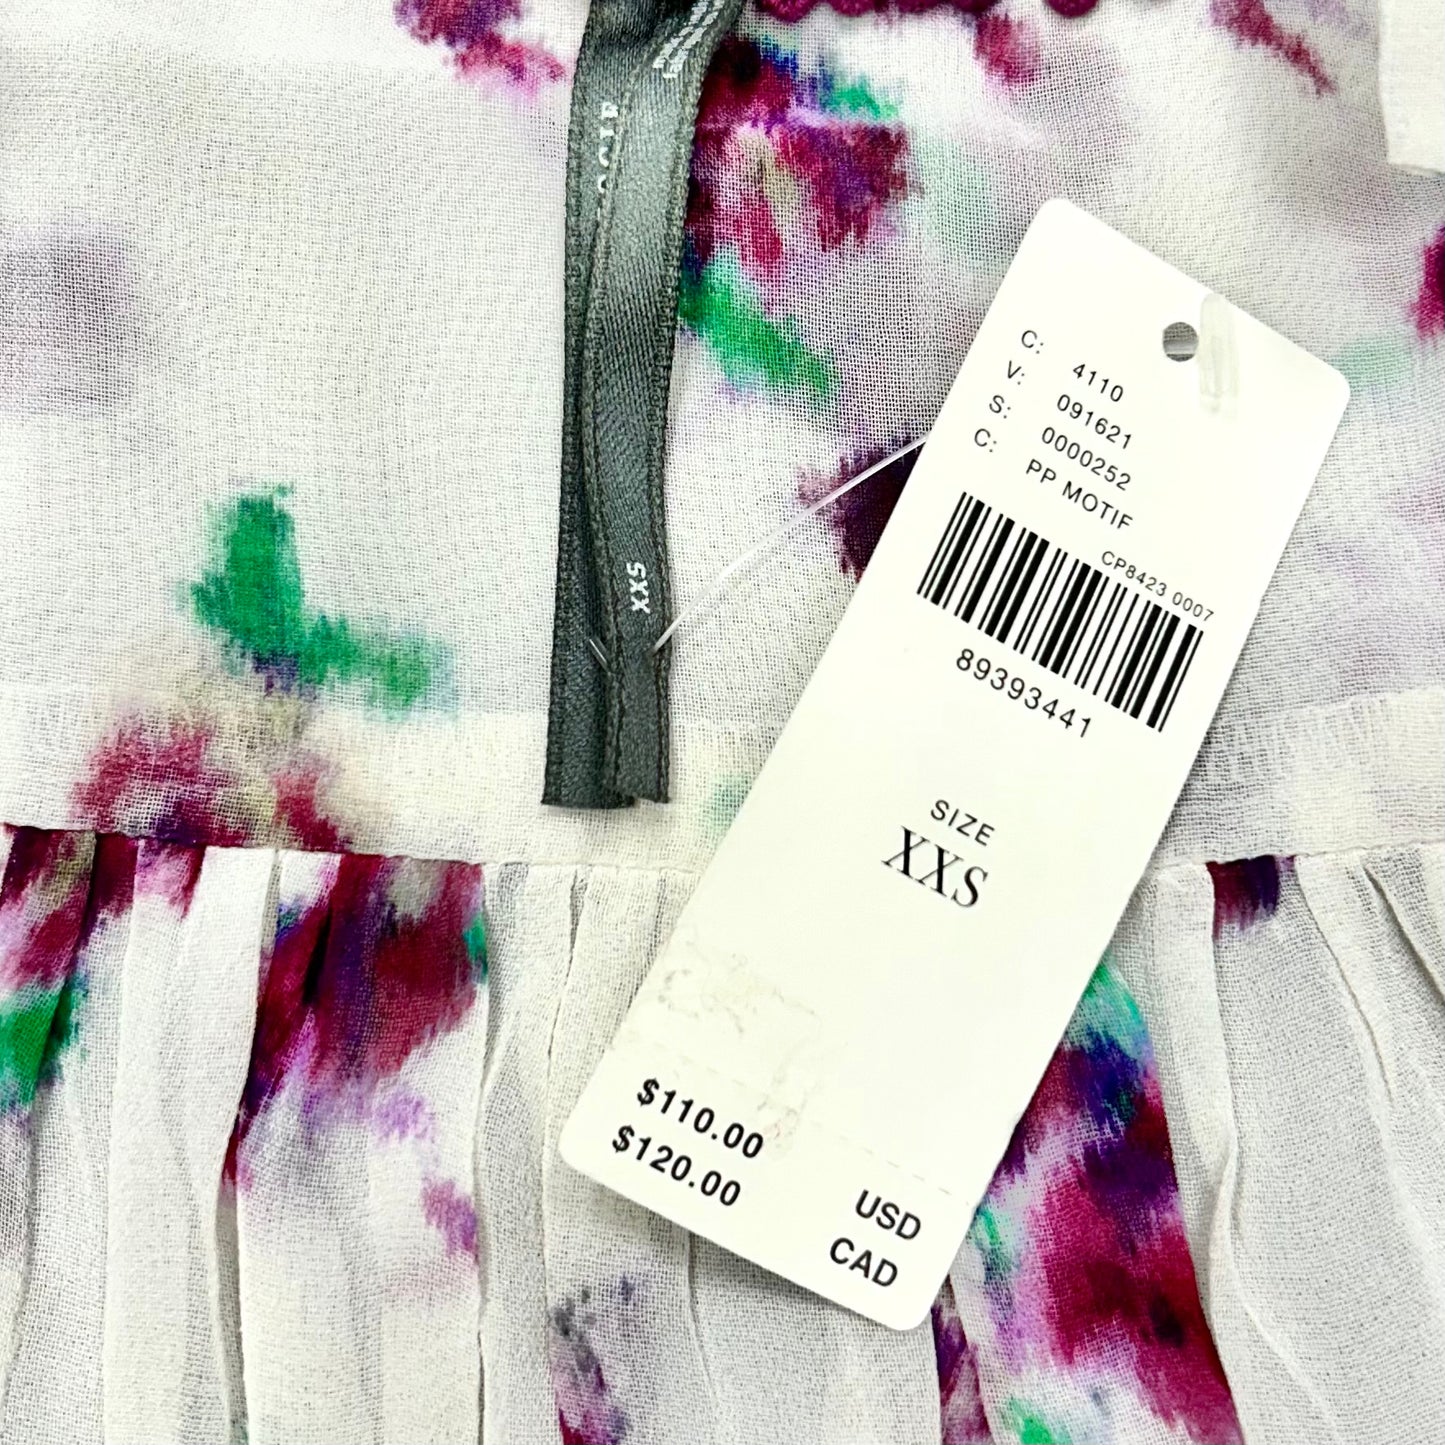 C: 4110
V: 091621
S: 0000252
C: PP MOTIF
CP8423 0007
89393441
SIZE
XXS
$110.00 USD
$120.00 CAD
XXS